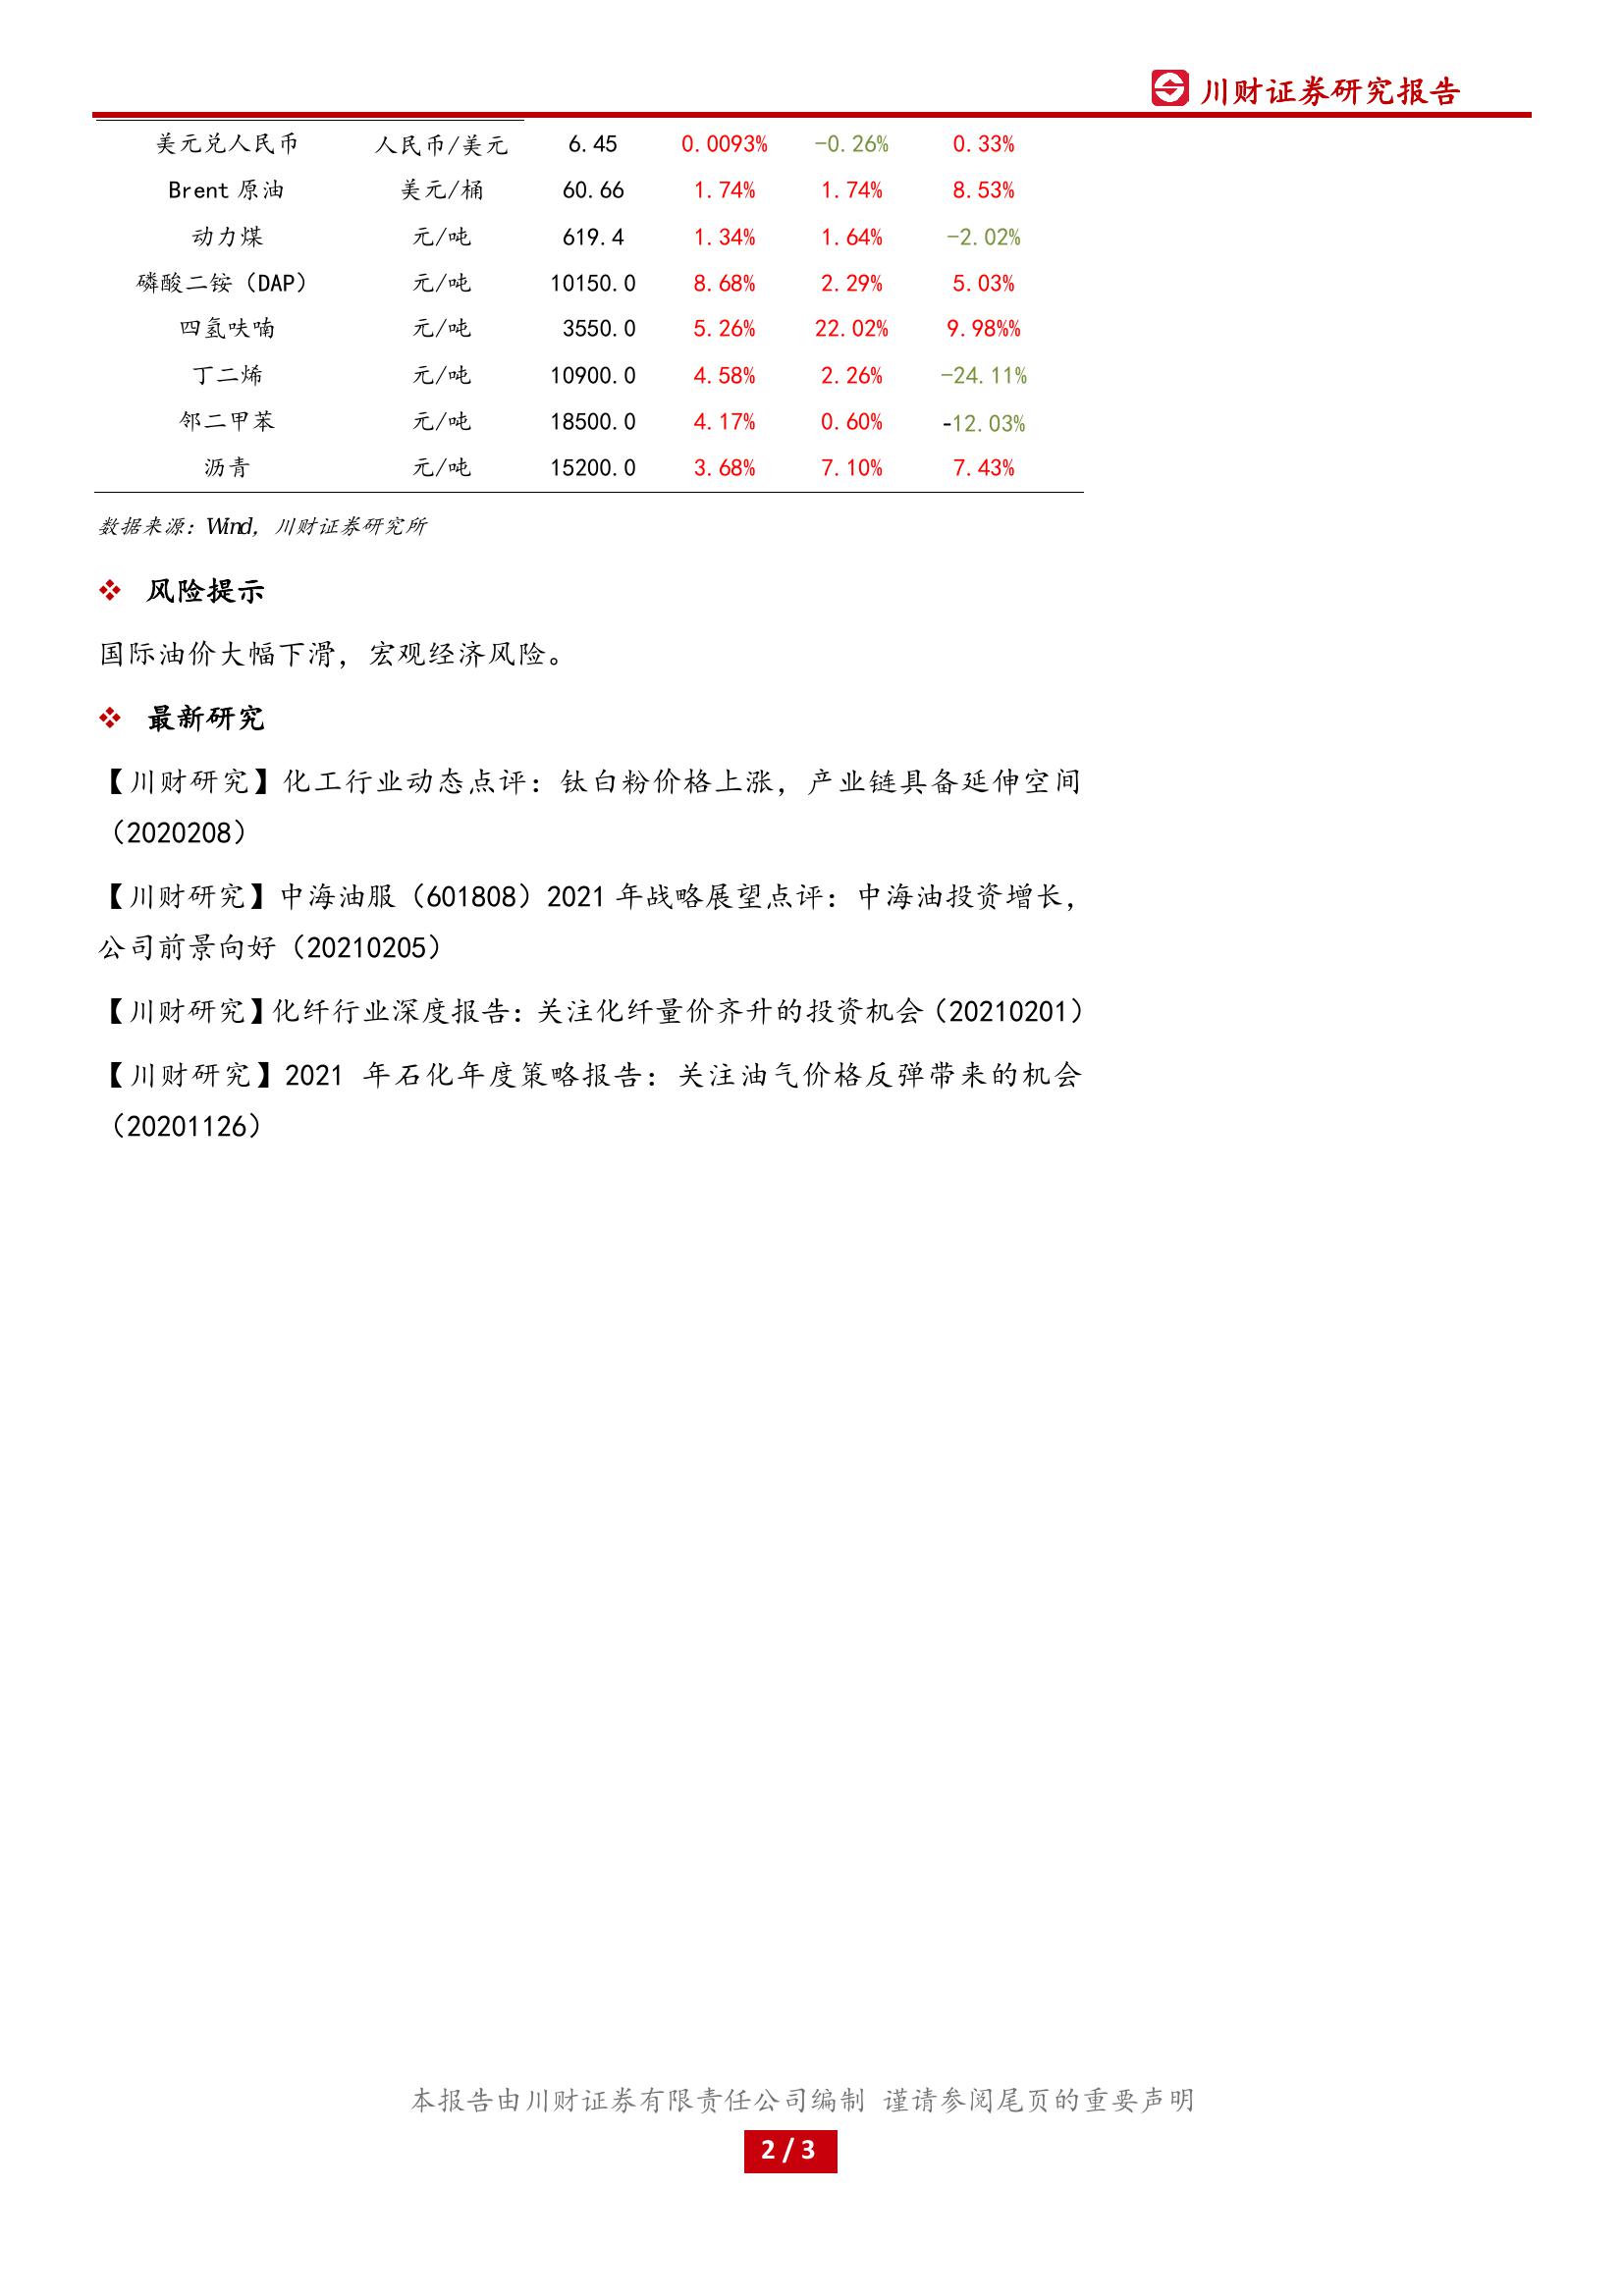 川财证券研究报告
美元兑人民币 人民币/美元 6.45 0.0093% -0.26% 0.33%
Brent 原油 美元/桶 60.66 1.74% 1.74% 8.53%
动力煤 元/吨 619.4 1.34% 1.64% -2.02%
磷酸二铵（DAP） 元/吨 10150.0 8.68% 2.29% 5.03%
四氢呋喃 元/吨 3550.0 5.26% 22.02% 9.98%%
丁二烯 元/吨 10900.0 4.58% 2.26% -24.11%
邻二甲苯 元/吨 18500.0 4.17% 0.60% -12.03%
沥青 元/吨 15200.0 3.68% 7.10% 7.43%
数据来源：Wind，川财证券研究所
❖ 风险提示
国际油价大幅下滑，宏观经济风险。
❖ 最新研究
【川财研究】化工行业动态点评：钛白粉价格上涨，产业链具备延伸空间
（2020208）
【川财研究】中海油服（601808）2021 年战略展望点评：中海油投资增长，
公司前景向好（20210205）
【川财研究】化纤行业深度报告：关注化纤量价齐升的投资机会（20210201）
【川财研究】2021 年石化年度策略报告：关注油气价格反弹带来的机会
（20201126）
本报告由川财证券有限责任公司编制 谨请参阅尾页的重要声明
2 / 3